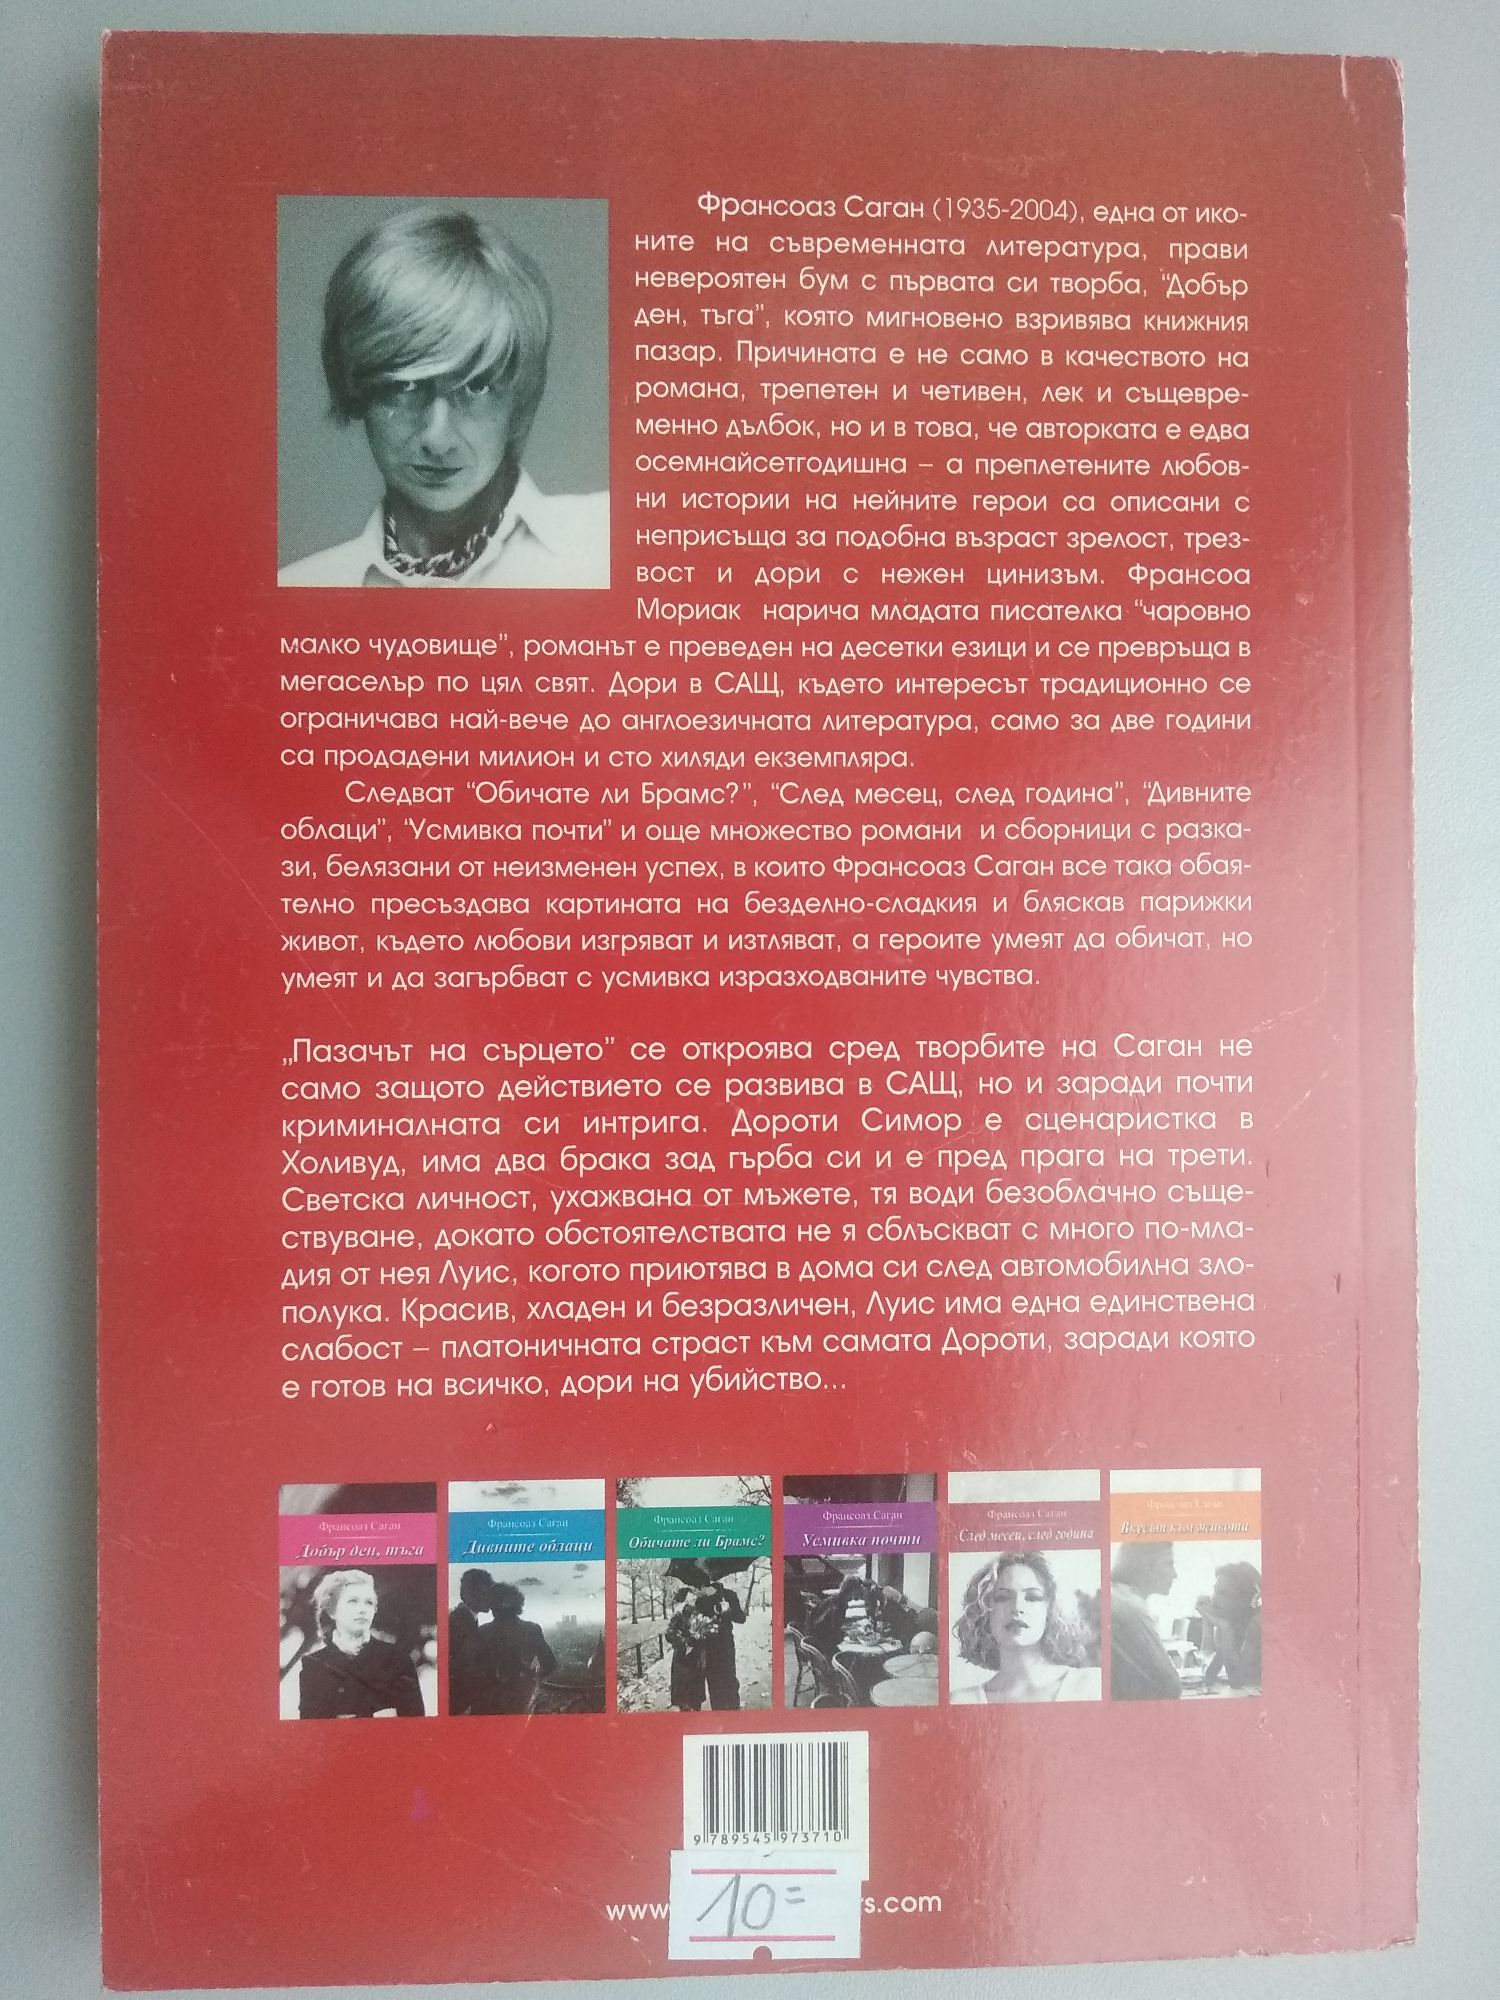 Франсоаз Саган (1935-2004), една от ико-
ните на съвременната литература, прави
невероятен бум с първата си творба, “Добър
ден, тъга”, която мигновено взривява книжния
пазар. Причината е не само в качеството на
романа, трепетен и четивен, лек и същевре-
менно дълбок, но и в това, че авторката е едва
осемнайсетгодишна – а преплетените любов-
ни истории на нейните герои са описани с
неприсъща за подобна възраст зрелост, трез-
вост и дори с нежен цинизъм. Франсоа
Мориак нарича младата писателка “чаровно
малко чудовище”, романът е преведен на десетки езици и се превръща в
мегаселър по цял свят. Дори в САЩ, където интересът традиционно се
ограничава най-вече до англоезичната литература, само за две години
са продадени милион и сто хиляди екземпляра.
Следват “Обичате ли Брамс?”, “След месец, след година”, “Дивните
облаци”, “Усмивка почти” и още множество романи и сборници с разка-
зи, белязани от неизменен успех, в които Франсоаз Саган все така обая-
телно пресъздава картината на безделно-сладкия и бляскав парижки
живот, където любови изгряват и изтляват, а героите умеят да обичат, но
умеят и да загърбват с усмивка изразходваните чувства.
„Пазачът на сърцето” се откроява сред творбите на Саган не
само защото действието се развива в САЩ, но и заради почти
криминалната си интрига. Дороти Симор е сценаристка в
Холивуд, има два брака зад гърба си и е пред прага на трети.
Светска личност, ухажвана от мъжете, тя води безоблачно съще-
ствуване, докато обстоятелствата не я сблъскват с много по-мла-
дия от нея Луис, когото приютява в дома си след автомобилна зло-
полука. Красив, хладен и безразличен, Луис има една единствена
слабост – платоничната страст към самата Дороти, заради която
е готов на всичко, дори на убийство...
Франсоаз Саган
Добър ден, тъга
Франсоаз Саган
Дивните облаци
Франсоаз Саган
Обичате ли Брамс?
Франсоаз Саган
Усмивка почти
Франсоаз Саган
След месец, след година
Франсоаз Саган
Вкусът към живота
9 789545 973710
www. rs.com
10=